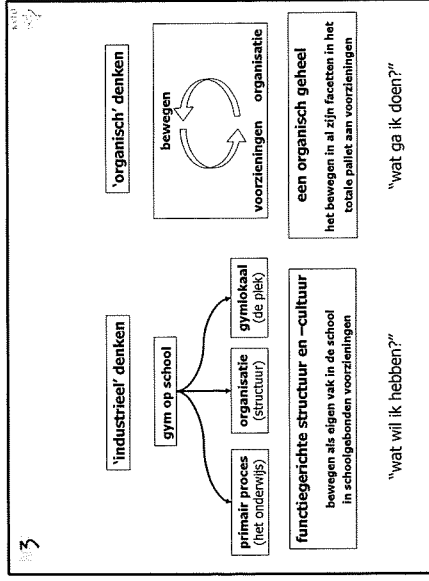 3
'industrieel' denken
gym op school
primair proces
(het onderwijs)
organisatie
(structuur)
gymlokaal
(de plek)
functiegerichte structuur en –cultuur
bewegen als eigen vak in de school
in schoolgebonden voorzieningen
"wat wil ik hebben?"
'organisch' denken
bewegen
voorzieningen organisatie
een organisch geheel
het bewegen in al zijn facetten in het
totale pallet aan voorzieningen
"wat ga ik doen?"